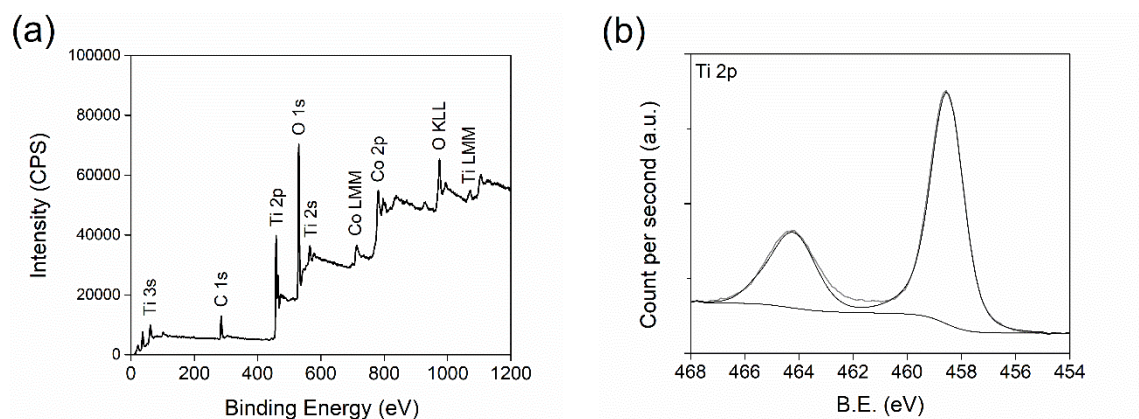 (a)
Intensity (CPS)
100000
80000
60000
40000
20000
0
Ti 3s
C 1s
Ti 2p
O 1s
Ti 2s
Co LMM
Co 2p
O KLL
Ti LMM
0 200 400 600 800 1000 1200
Binding Energy (eV)
(b)
Ti 2p
Count per second (a.u.)
468 466 464 462 460 458 456 454
B.E. (eV)